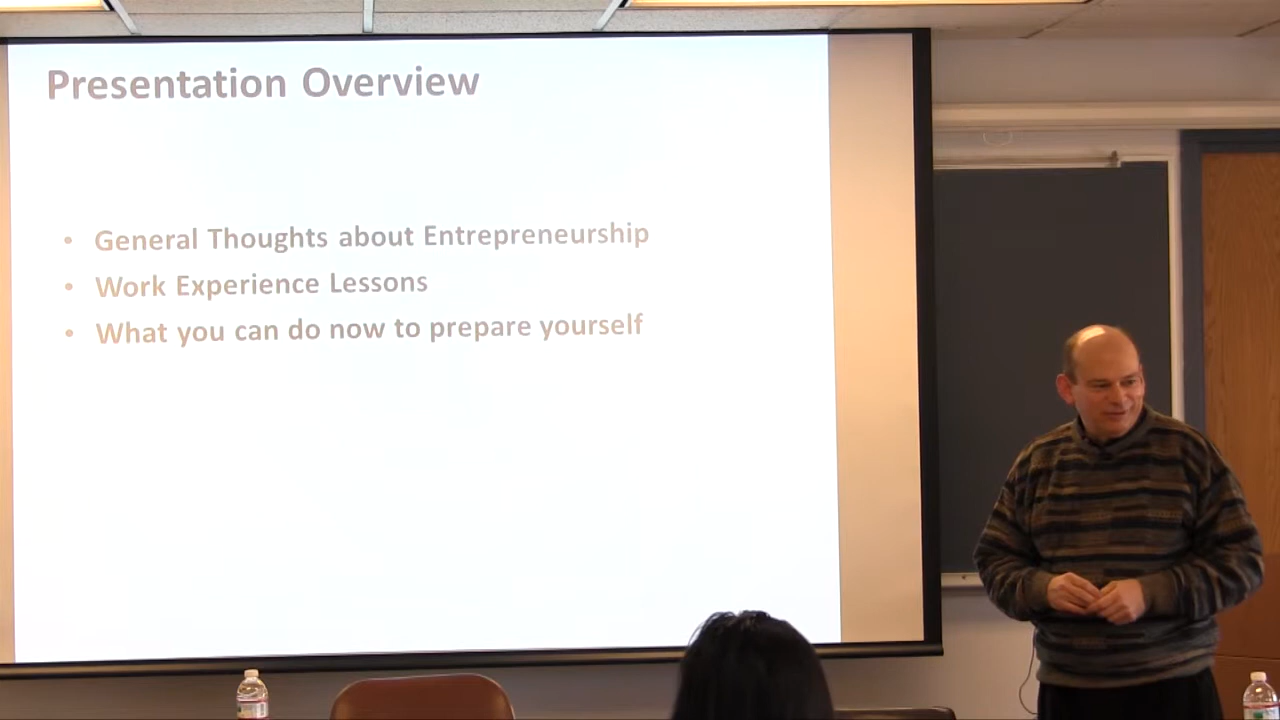 Presentation Overview
• General Thoughts about Entrepreneurship
• Work Experience Lessons
• What you can do now to prepare yourself